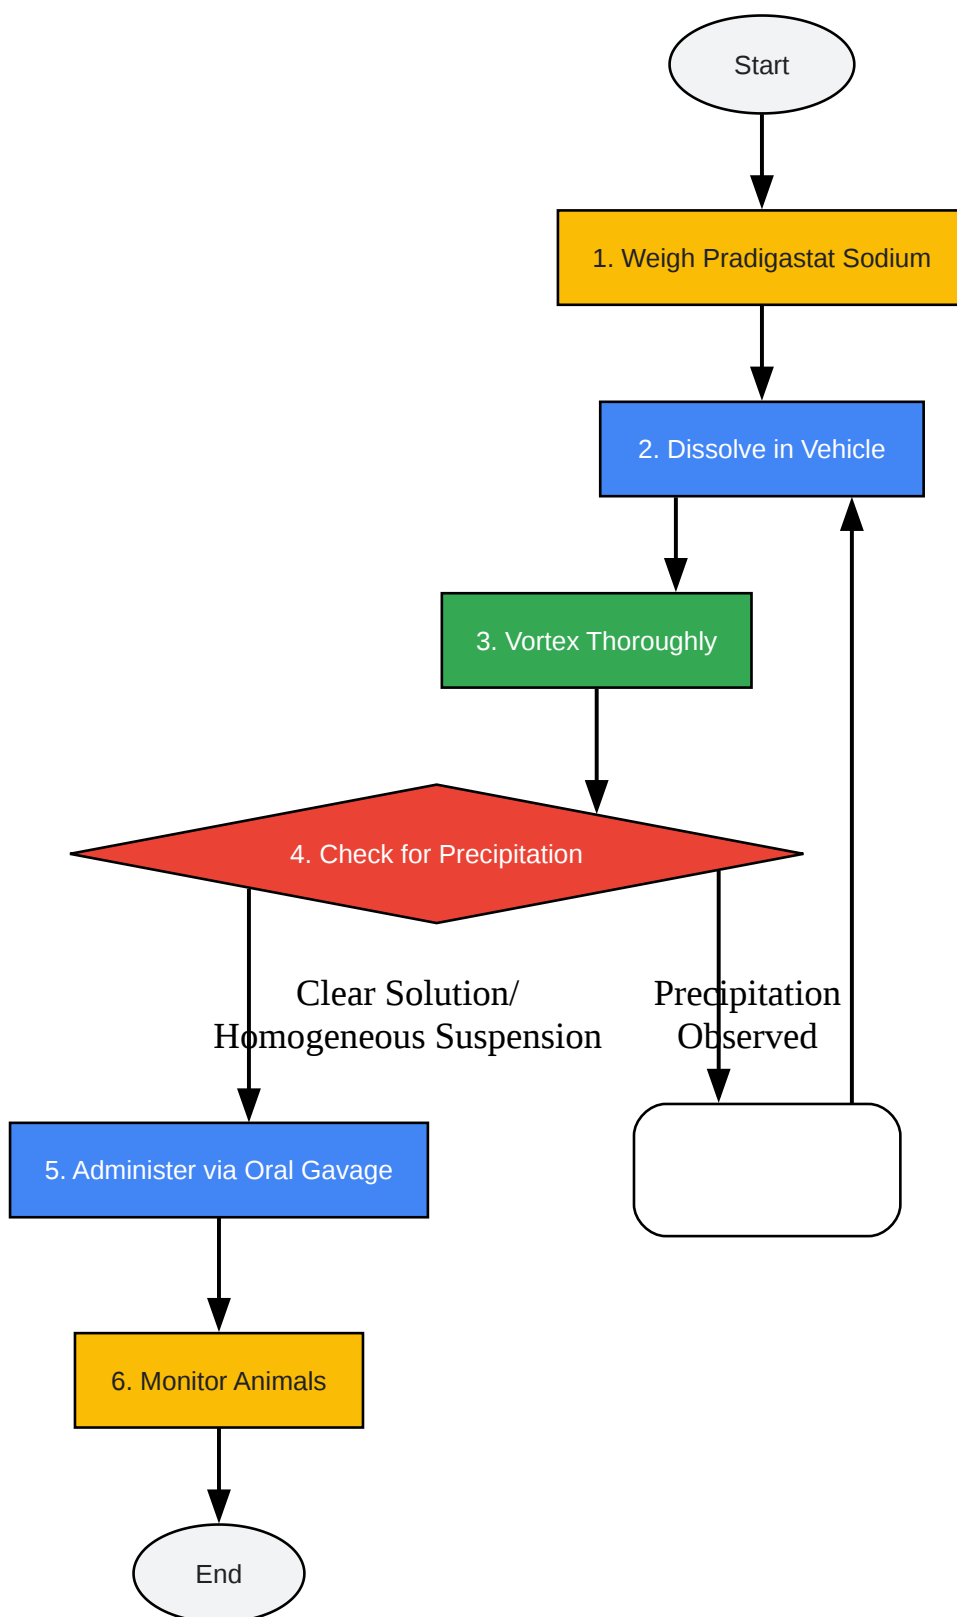 Start
1. Weigh Pradigastat Sodium
2. Dissolve in Vehicle
3. Vortex Thoroughly
4. Check for Precipitation
Clear Solution/
Homogeneous Suspension
Precipitation
Observed
5. Administer via Oral Gavage
6. Monitor Animals
End